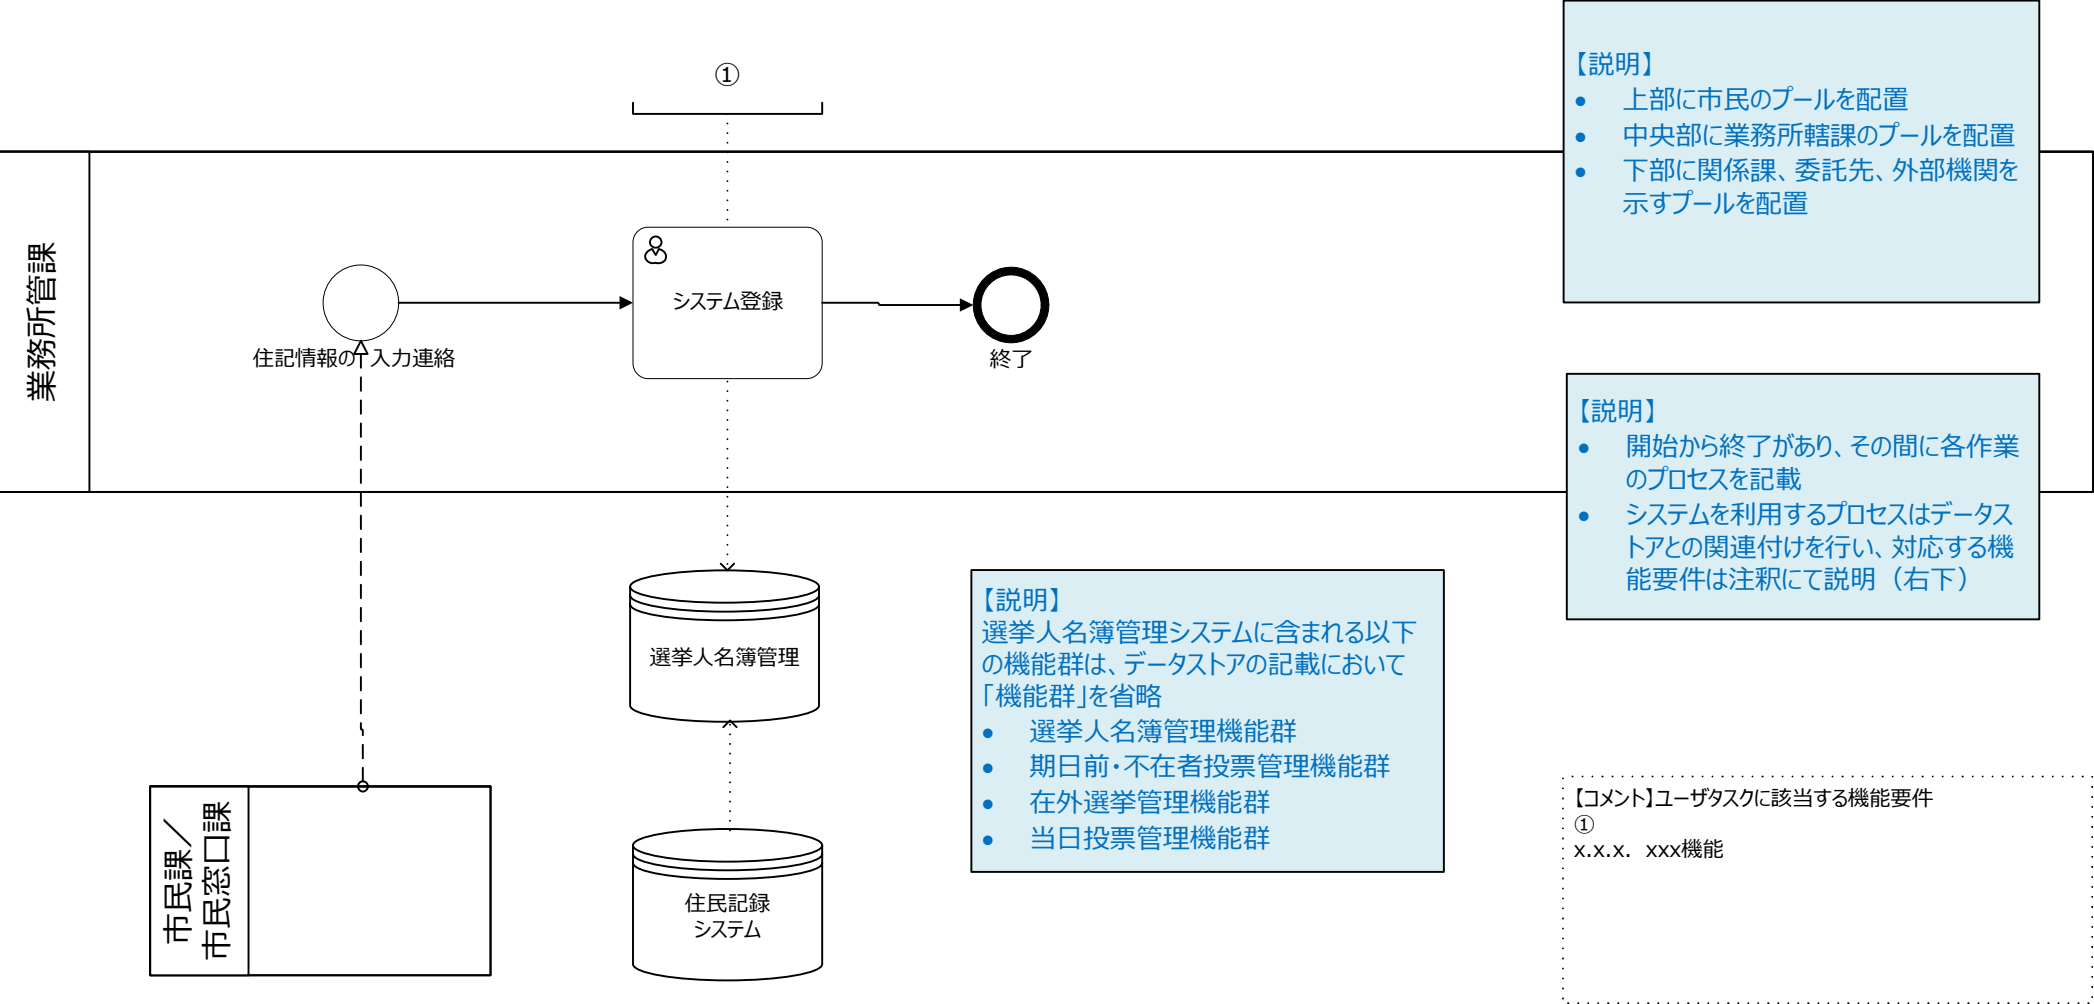 ①
業務所管課
住記情報の 入力連絡
システム登録
終了
【説明】
• 上部に市民のプールを配置
• 中央部に業務所轄課のプールを配置
• 下部に関係課、委託先、外部機関を
示すプールを配置
【説明】
• 開始から終了があり、その間に各作業
のプロセスを記載
• システムを利用するプロセスはデータス
トアとの関連付けを行い、対応する機
能要件は注釈にて説明（右下）
選挙人名簿管理
【説明】
選挙人名簿管理システムに含まれる以下
の機能群は、データストアの記載において
「機能群」を省略
• 選挙人名簿管理機能群
• 期日前・不在者投票管理機能群
• 在外選挙管理機能群
• 当日投票管理機能群
市民課／
市民窓口課
住民記録
システム
【コメント】ユーザタスクに該当する機能要件
①
x.x.x. xxx機能